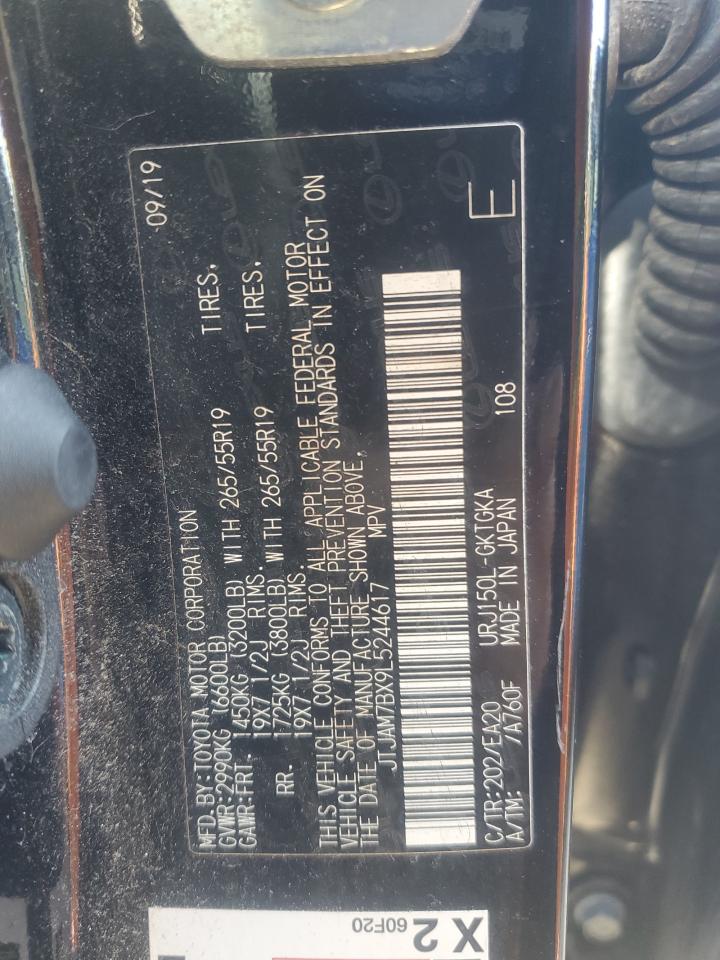 MFD. BY:TOYOTA MOTOR CORPORATION 09/19
GVWR:2990KG (6600LB)
GAWR:FRT. 1450KG (3200LB) WITH 265/55R19 TIRES,
19X7 1/2J RIMS.
RR. 1725KG (3800LB) WITH 265/55R19 TIRES,
19X7 1/2J RIMS.
THIS VEHICLE CONFORMS TO ALL APPLICABLE FEDERAL MOTOR
VEHICLE SAFETY AND THEFT PREVENTION STANDARDS IN EFFECT ON
THE DATE OF MANUFACTURE SHOWN ABOVE.
JTJAM7BX9L5244617 MPV
C/TR:202/EA20 URJ150L-GKTGKA 108 E
A/TM: /A760F MADE IN JAPAN
X2
60F20